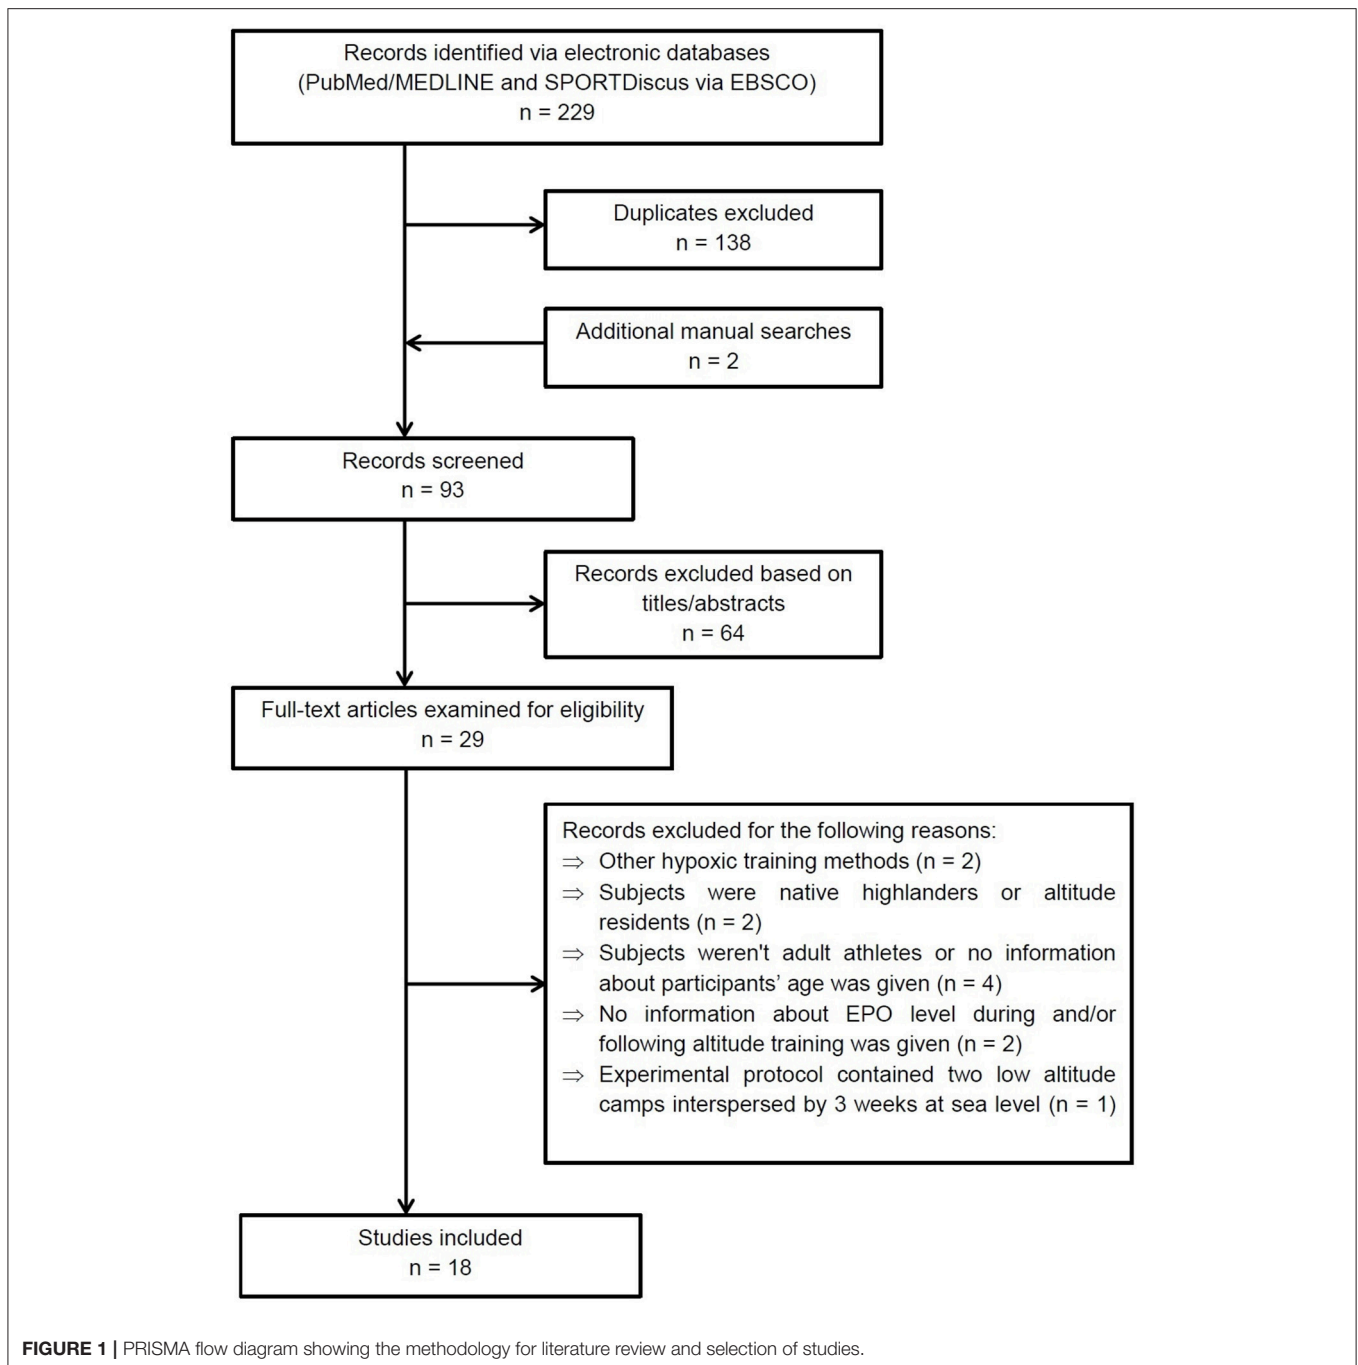 Records identified via electronic databases
(PubMed/MEDLINE and SPORTDiscus via EBSCO)
n = 229
Duplicates excluded
n = 138
Additional manual searches
n = 2
Records screened
n = 93
Records excluded based on
titles/abstracts
n = 64
Full-text articles examined for eligibility
n = 29
Records excluded for the following reasons:
⇒ Other hypoxic training methods (n = 2)
⇒ Subjects were native highlanders or altitude
residents (n = 2)
⇒ Subjects weren't adult athletes or no information
about participants’ age was given (n = 4)
⇒ No information about EPO level during and/or
following altitude training was given (n = 2)
⇒ Experimental protocol contained two low altitude
camps interspersed by 3 weeks at sea level (n = 1)
Studies included
n = 18
FIGURE 1 | PRISMA flow diagram showing the methodology for literature review and selection of studies.